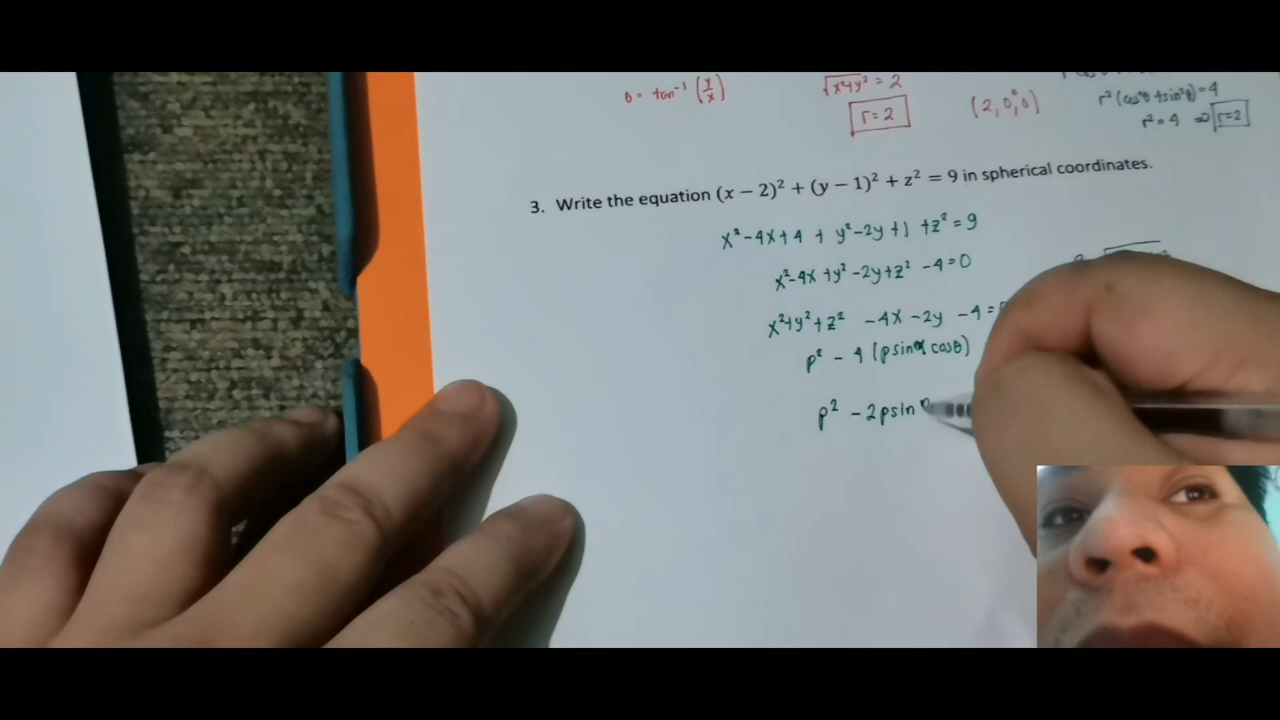 θ = tan⁻¹ (y/x)
√x²+y² = 2
r = 2
(2, 0°, 0)
r² (cos²θ + sin²θ) = 4
r² = 4 ⇒ r=2
3. Write the equation (x − 2)² + (y − 1)² + z² = 9 in spherical coordinates.
x² - 4x + 4 + y² - 2y + 1 + z² = 9
x² - 4x + y² - 2y + z² - 4 = 0
x² + y² + z² - 4x - 2y - 4 =
ρ² - 4 (ρ sin α cos θ)
ρ² - 2ρ sin